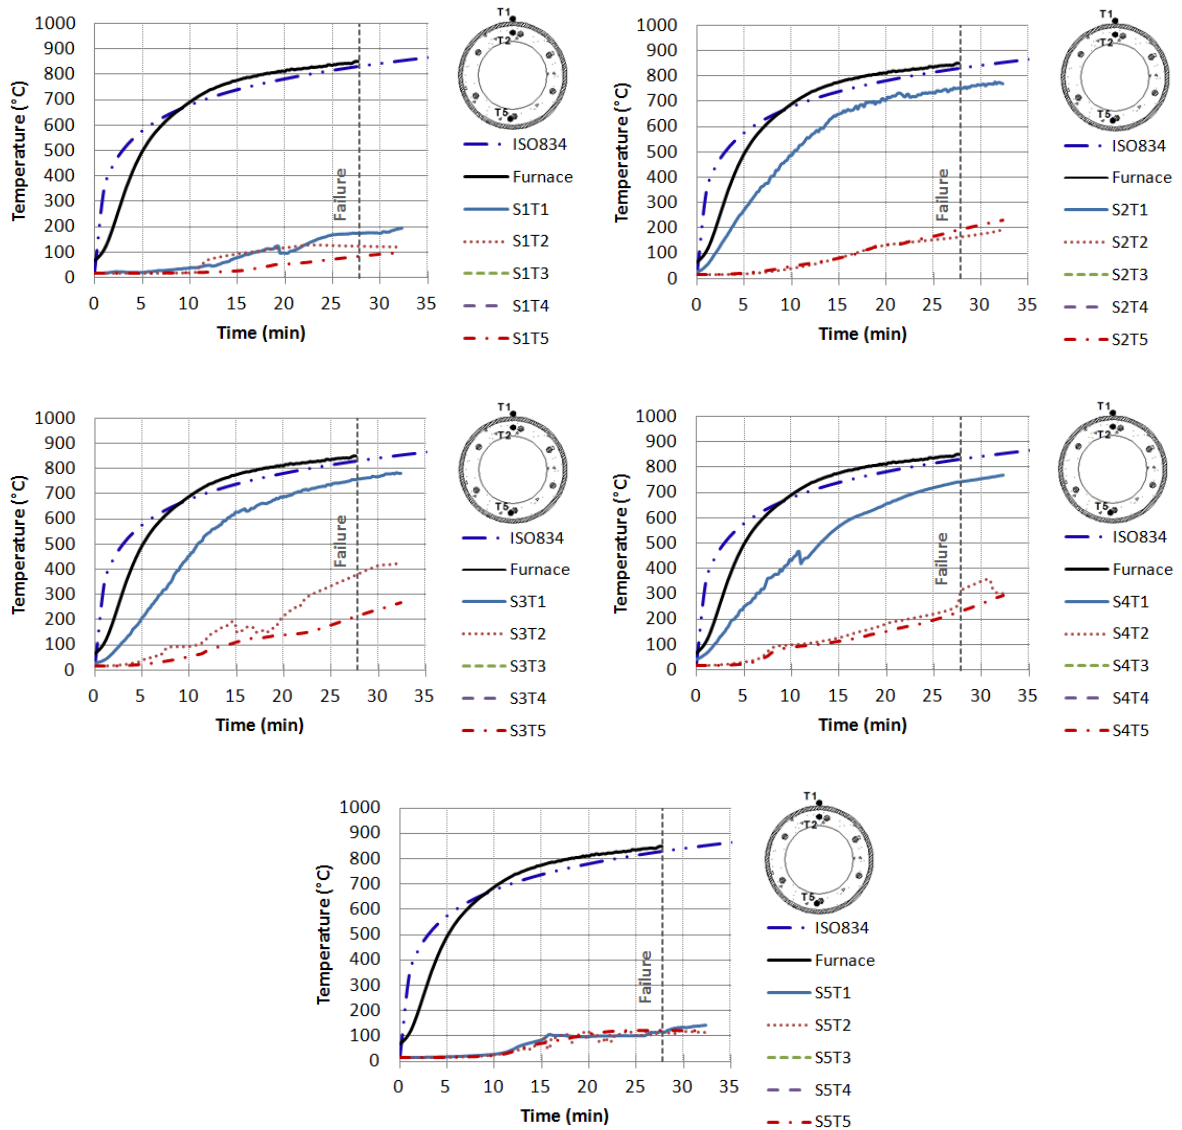 Temperature (°C)
1000
900
800
700
600
500
400
300
200
100
0
0 5 10 15 20 25 30 35
Time (min)
Failure
T1
T2
T5
ISO834
Furnace
S1T1
S1T2
S1T3
S1T4
S1T5
Temperature (°C)
1000
900
800
700
600
500
400
300
200
100
0
0 5 10 15 20 25 30 35
Time (min)
Failure
T1
T2
T5
ISO834
Furnace
S2T1
S2T2
S2T3
S2T4
S2T5
Temperature (°C)
1000
900
800
700
600
500
400
300
200
100
0
0 5 10 15 20 25 30 35
Time (min)
Failure
T1
T2
T5
ISO834
Furnace
S3T1
S3T2
S3T3
S3T4
S3T5
Temperature (°C)
1000
900
800
700
600
500
400
300
200
100
0
0 5 10 15 20 25 30 35
Time (min)
Failure
T1
T2
T5
ISO834
Furnace
S4T1
S4T2
S4T3
S4T4
S4T5
Temperature (°C)
1000
900
800
700
600
500
400
300
200
100
0
0 5 10 15 20 25 30 35
Time (min)
Failure
T1
T2
T5
ISO834
Furnace
S5T1
S5T2
S5T3
S5T4
S5T5